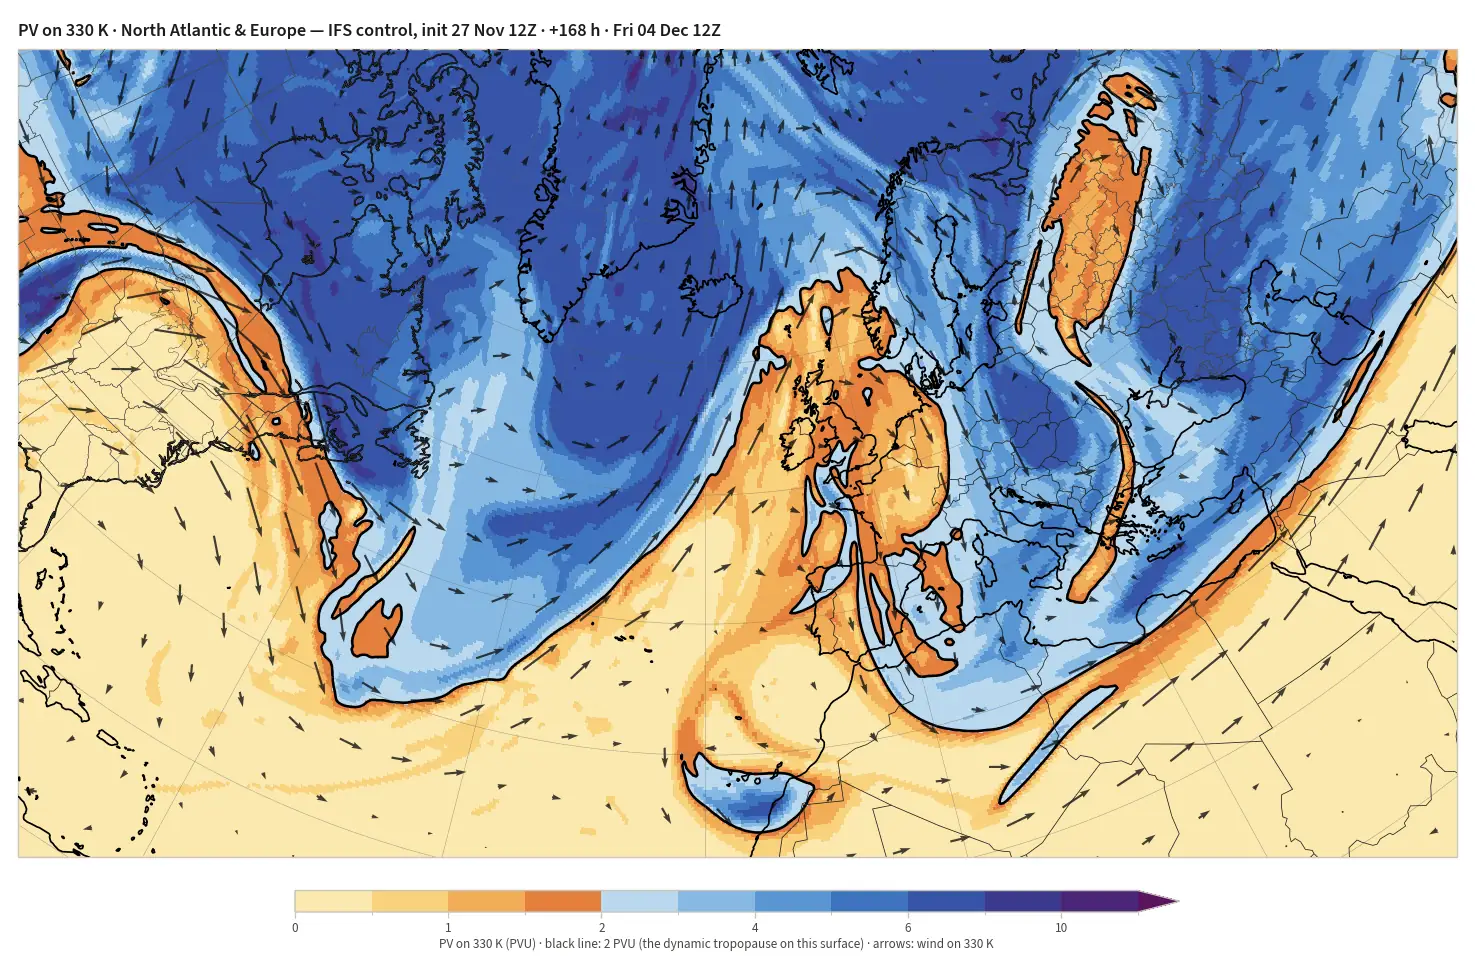 PV on 330 K · North Atlantic & Europe — IFS control, init 27 Nov 12Z · +168 h · Fri 04 Dec 12Z
0 1 2 4 6 10
PV on 330 K (PVU) · black line: 2 PVU (the dynamic tropopause on this surface) · arrows: wind on 330 K